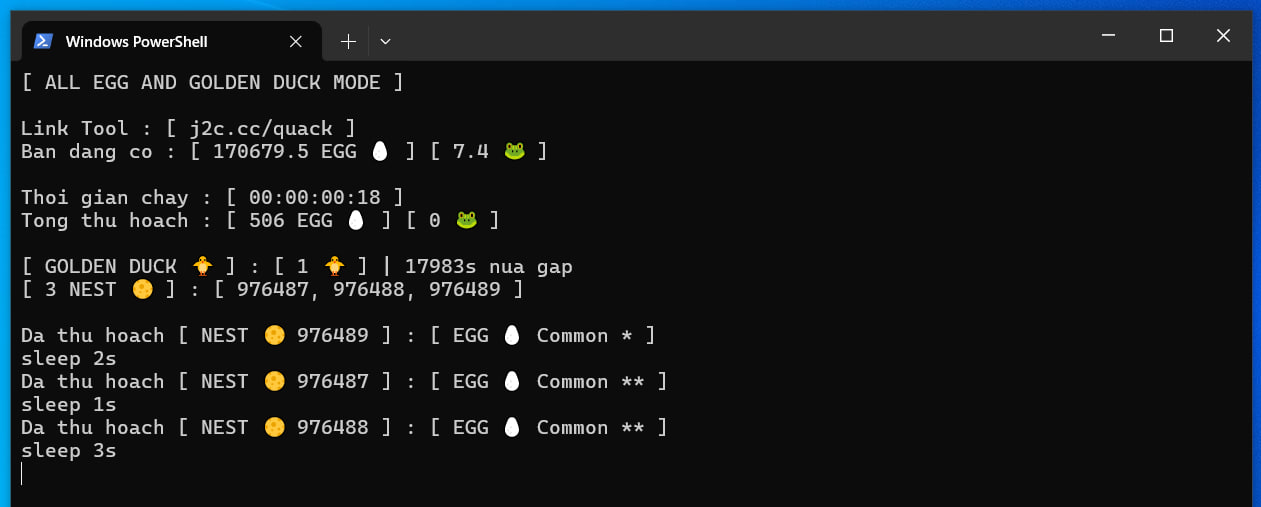 Windows PowerShell
[ ALL EGG AND GOLDEN DUCK MODE ]
Link Tool : [ j2c.cc/quack ]
Ban dang co : [ 170679.5 EGG 🥚 ] [ 7.4 🐸 ]
Thoi gian chay : [ 00:00:00:18 ]
Tong thu hoach : [ 506 EGG 🥚 ] [ 0 🐸 ]
[ GOLDEN DUCK 🐥 ] : [ 1 🐥 ] | 17983s nua gap
[ 3 NEST 🌕 ] : [ 976487, 976488, 976489 ]
Da thu hoach [ NEST 🌕 976489 ] : [ EGG 🥚 Common * ]
sleep 2s
Da thu hoach [ NEST 🌕 976487 ] : [ EGG 🥚 Common ** ]
sleep 1s
Da thu hoach [ NEST 🌕 976488 ] : [ EGG 🥚 Common ** ]
sleep 3s